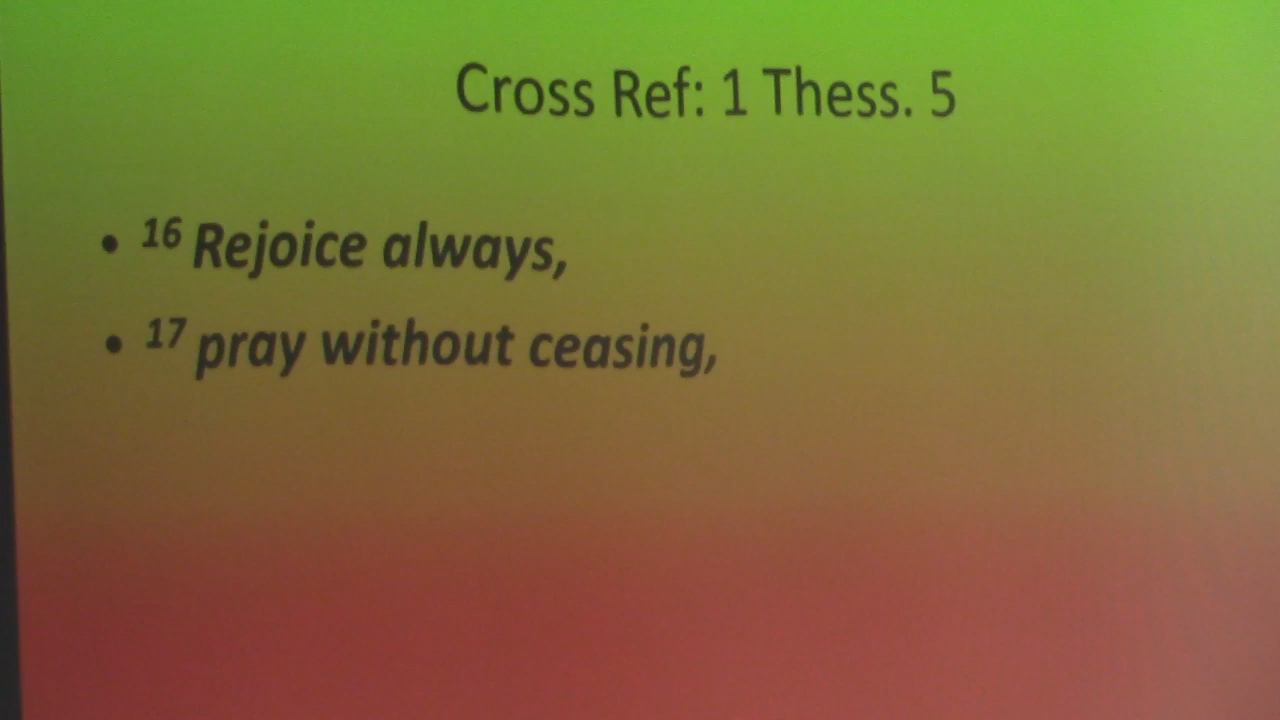 Cross Ref: 1 Thess. 5
• 16 Rejoice always,
• 17 pray without ceasing,